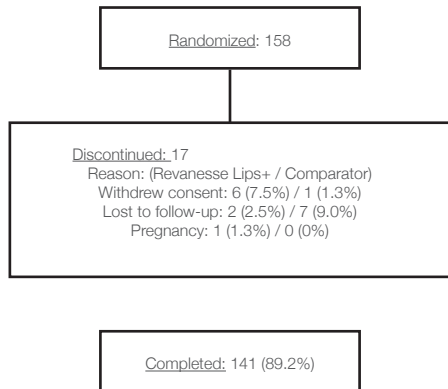 Randomized: 158
Discontinued: 17
Reason: (Revanesse Lips+ / Comparator)
Withdrew consent: 6 (7.5%) / 1 (1.3%)
Lost to follow-up: 2 (2.5%) / 7 (9.0%)
Pregnancy: 1 (1.3%) / 0 (0%)
Completed: 141 (89.2%)